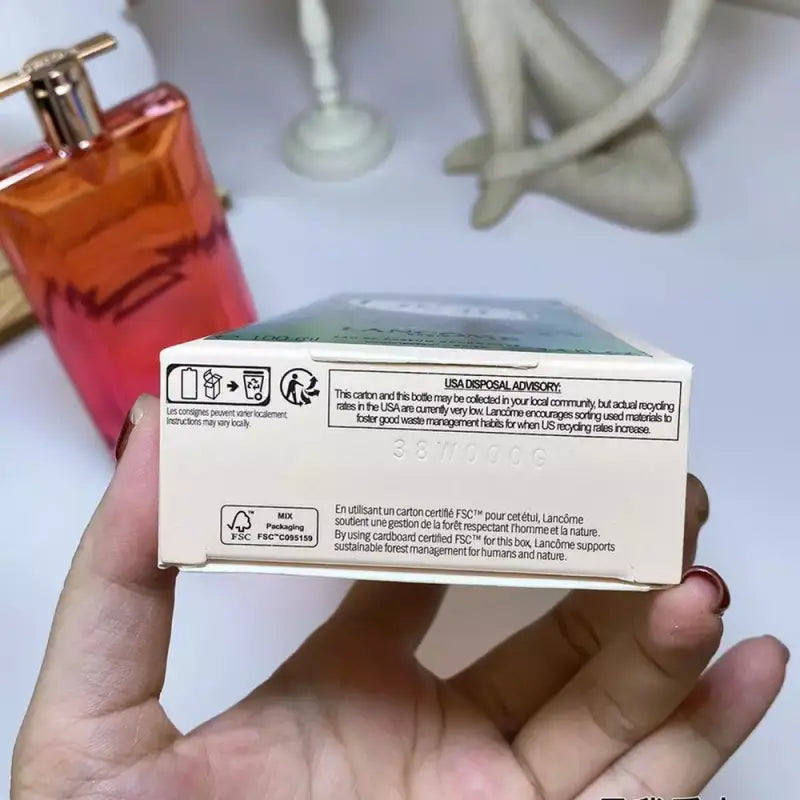 LANCOME
100 ml
Les consignes peuvent varier localement.
Instructions may vary locally.
USA DISPOSAL ADVISORY:
This carton and this bottle may be collected in your local community, but actual recycling
rates in the USA are currently very low. Lancôme encourages sorting used materials to
foster good waste management habits for when US recycling rates increase.
38W000G
FSC™
MIX
Packaging
FSC™C095159
En utilisant un carton certifié FSC™ pour cet étui, Lancôme
soutient une gestion de la forêt respectant l'homme et la nature.
By using cardboard certified FSC™ for this box, Lancôme supports
sustainable forest management for humans and nature.